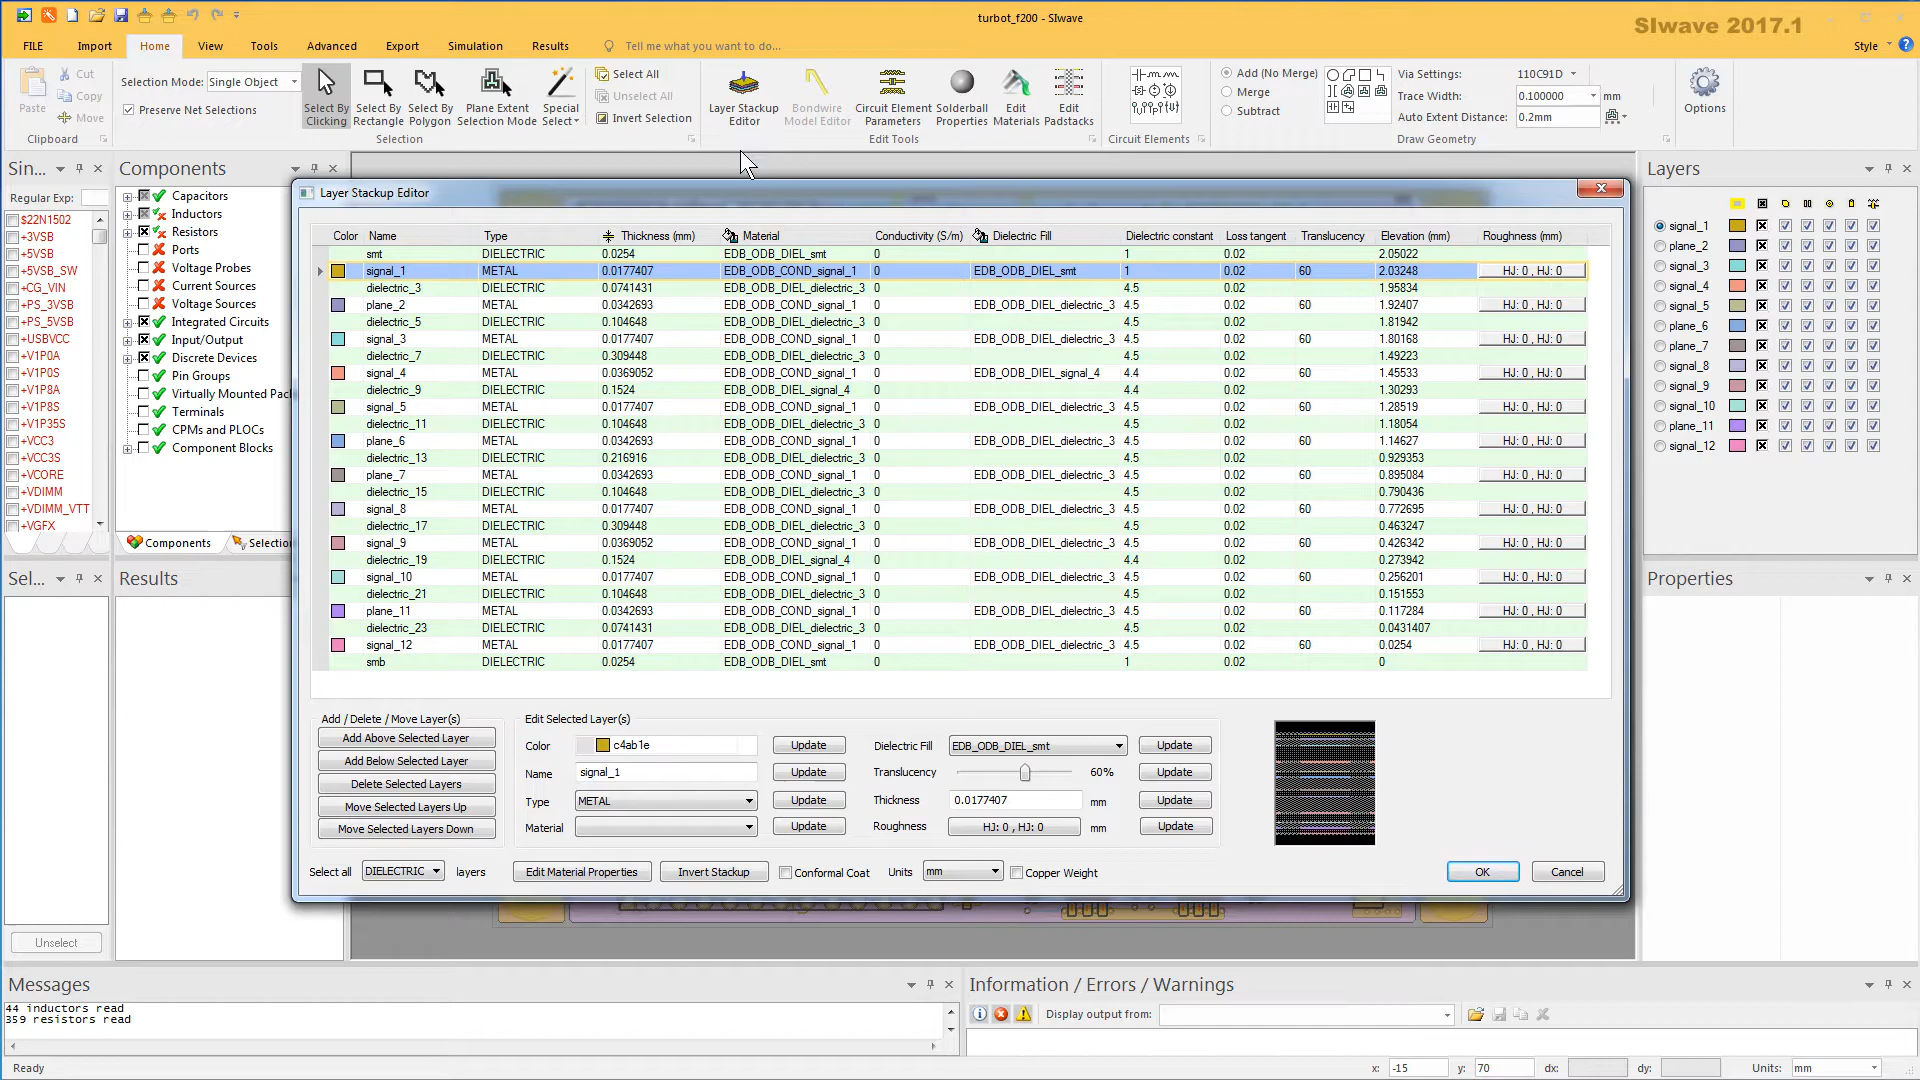 turbot_f200 - SIwave
SIwave 2017.1
FILE Import Home View Tools Advanced Export Simulation Results Tell me what you want to do... Style
Paste Cut Copy Move Clipboard
Selection Mode: Single Object
Preserve Net Selections
Select By Clicking
Select By Rectangle
Select By Polygon
Plane Extent Selection Mode
Special Select
Select All
Unselect All
Invert Selection
Selection
Layer Stackup Editor
Bondwire Model Editor
Circuit Element Parameters
Solderball Properties
Edit Materials
Edit Padstacks
Edit Tools
Circuit Elements
Add (No Merge)
Merge
Subtract
Via Settings: 110C91D
Trace Width: 0.100000 mm
Auto Extent Distance: 0.2mm
Draw Geometry
Options
Sin...
Regular Exp:
$22N1502
+3VSB
+5VSB
+5VSB_SW
+CG_VIN
+PS_3VSB
+PS_5VSB
+USBVCC
+V1P0A
+V1P0S
+V1P8A
+V1P8S
+V1P35S
+VCC3
+VCC3S
+VCORE
+VDIMM
+VDIMM_VTT
+VGFX
Components
Capacitors
Inductors
Resistors
Ports
Voltage Probes
Current Sources
Voltage Sources
Integrated Circuits
Input/Output
Discrete Devices
Pin Groups
Virtually Mounted Pac
Terminals
CPMs and PLOCs
Component Blocks
Components Selectio
Layer Stackup Editor
Color Name Type Thickness (mm) Material Conductivity (S/m) Dielectric Fill Dielectric constant Loss tangent Translucency Elevation (mm) Roughness (mm)
smt DIELECTRIC 0.0254 EDB_ODB_DIEL_smt 0 1 0.02 2.05022
signal_1 METAL 0.0177407 EDB_ODB_COND_signal_1 0 EDB_ODB_DIEL_smt 1 0.02 60 2.03248 HJ: 0 , HJ: 0
dielectric_3 DIELECTRIC 0.0741431 EDB_ODB_DIEL_dielectric_3 0 4.5 0.02 1.95834
plane_2 METAL 0.0342693 EDB_ODB_COND_signal_1 0 EDB_ODB_DIEL_dielectric_3 4.5 0.02 60 1.92407 HJ: 0 , HJ: 0
dielectric_5 DIELECTRIC 0.104648 EDB_ODB_DIEL_dielectric_3 0 4.5 0.02 1.81942
signal_3 METAL 0.0177407 EDB_ODB_COND_signal_1 0 EDB_ODB_DIEL_dielectric_3 4.5 0.02 60 1.80168 HJ: 0 , HJ: 0
dielectric_7 DIELECTRIC 0.309448 EDB_ODB_DIEL_dielectric_3 0 4.5 0.02 1.49223
signal_4 METAL 0.0369052 EDB_ODB_COND_signal_1 0 EDB_ODB_DIEL_signal_4 4.4 0.02 60 1.45533 HJ: 0 , HJ: 0
dielectric_9 DIELECTRIC 0.1524 EDB_ODB_DIEL_signal_4 0 4.4 0.02 1.30293
signal_5 METAL 0.0177407 EDB_ODB_COND_signal_1 0 EDB_ODB_DIEL_dielectric_3 4.5 0.02 60 1.28519 HJ: 0 , HJ: 0
dielectric_11 DIELECTRIC 0.104648 EDB_ODB_DIEL_dielectric_3 0 4.5 0.02 1.18054
plane_6 METAL 0.0342693 EDB_ODB_COND_signal_1 0 EDB_ODB_DIEL_dielectric_3 4.5 0.02 60 1.14627 HJ: 0 , HJ: 0
dielectric_13 DIELECTRIC 0.216916 EDB_ODB_DIEL_dielectric_3 0 4.5 0.02 0.929353
plane_7 METAL 0.0342693 EDB_ODB_COND_signal_1 0 EDB_ODB_DIEL_dielectric_3 4.5 0.02 60 0.895084 HJ: 0 , HJ: 0
dielectric_15 DIELECTRIC 0.104648 EDB_ODB_DIEL_dielectric_3 0 4.5 0.02 0.790436
signal_8 METAL 0.0177407 EDB_ODB_COND_signal_1 0 EDB_ODB_DIEL_dielectric_3 4.5 0.02 60 0.772695 HJ: 0 , HJ: 0
dielectric_17 DIELECTRIC 0.309448 EDB_ODB_DIEL_dielectric_3 0 4.5 0.02 0.463247
signal_9 METAL 0.0369052 EDB_ODB_COND_signal_1 0 EDB_ODB_DIEL_dielectric_3 4.5 0.02 60 0.426342 HJ: 0 , HJ: 0
dielectric_19 DIELECTRIC 0.1524 EDB_ODB_DIEL_signal_4 0 4.4 0.02 0.273942
signal_10 METAL 0.0177407 EDB_ODB_COND_signal_1 0 EDB_ODB_DIEL_dielectric_3 4.5 0.02 60 0.256201 HJ: 0 , HJ: 0
dielectric_21 DIELECTRIC 0.104648 EDB_ODB_DIEL_dielectric_3 0 4.5 0.02 0.151553
plane_11 METAL 0.0342693 EDB_ODB_COND_signal_1 0 EDB_ODB_DIEL_dielectric_3 4.5 0.02 60 0.117284 HJ: 0 , HJ: 0
dielectric_23 DIELECTRIC 0.0741431 EDB_ODB_DIEL_dielectric_3 0 4.5 0.02 0.0431407
signal_12 METAL 0.0177407 EDB_ODB_COND_signal_1 0 EDB_ODB_DIEL_dielectric_3 4.5 0.02 60 0.0254 HJ: 0 , HJ: 0
smb DIELECTRIC 0.0254 EDB_ODB_DIEL_smt 0 1 0.02 0
Add / Delete / Move Layer(s)
Add Above Selected Layer
Add Below Selected Layer
Delete Selected Layers
Move Selected Layers Up
Move Selected Layers Down
Edit Selected Layer(s)
Color c4ab1e Update
Name signal_1 Update
Type METAL Update
Material Update
Dielectric Fill EDB_ODB_DIEL_smt Update
Translucency 60% Update
Thickness 0.0177407 mm Update
Roughness HJ: 0 , HJ: 0 mm Update
Select all DIELECTRIC layers Edit Material Properties Invert Stackup Conformal Coat Units mm Copper Weight OK Cancel
Layers
signal_1
plane_2
signal_3
signal_4
signal_5
plane_6
plane_7
signal_8
signal_9
signal_10
plane_11
signal_12
Sel...
Unselect
Results
Properties
Messages
44 inductors read
359 resistors read
Information / Errors / Warnings
Display output from:
Ready x: -15 y: 70 dx: dy: Units: mm